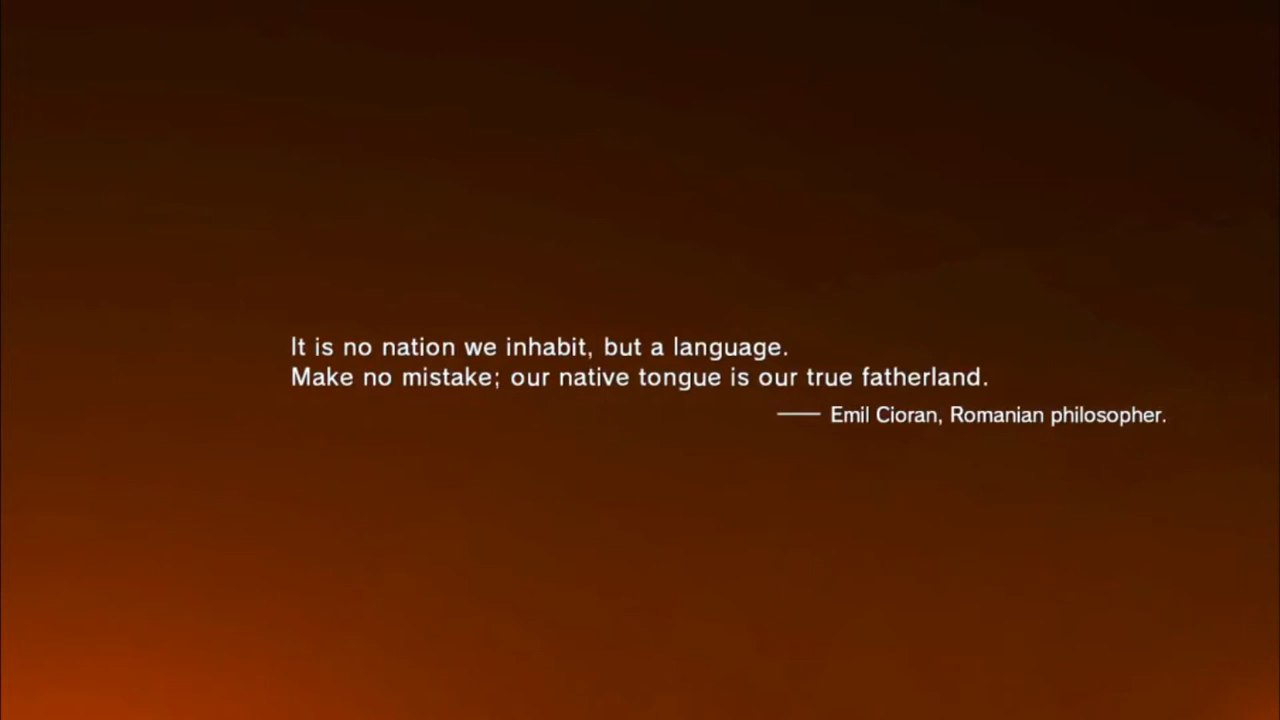 It is no nation we inhabit, but a language.
Make no mistake; our native tongue is our true fatherland.
—— Emil Cioran, Romanian philosopher.